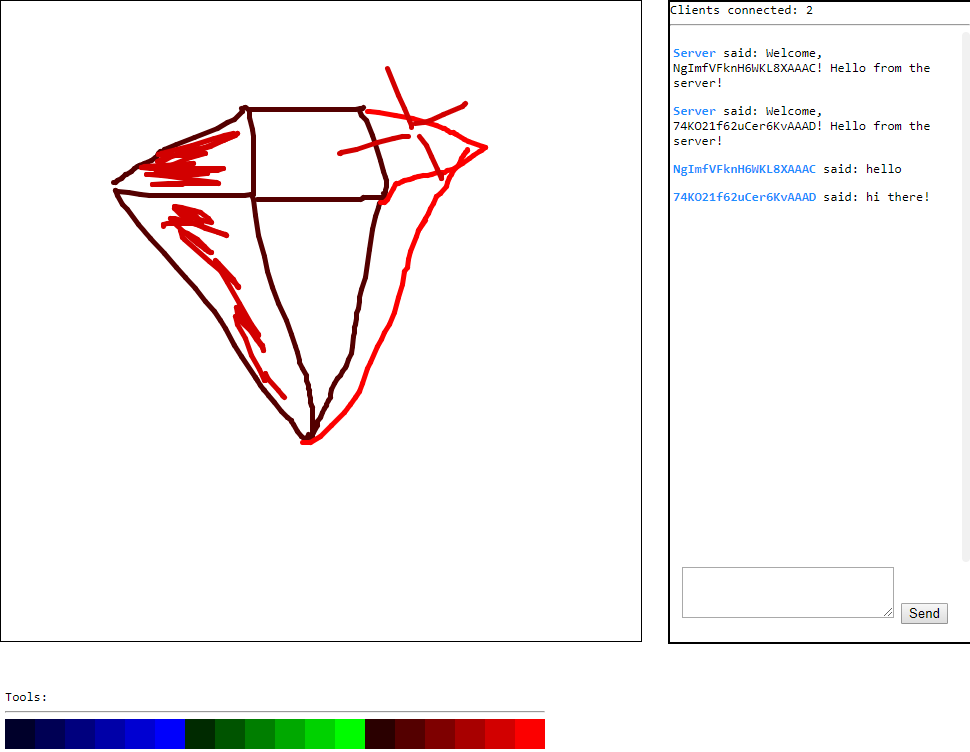 Clients connected: 2
Server said: Welcome,
NgImfVFknH6WKL8XAAAC! Hello from the
server!
Server said: Welcome,
74KO21f62uCer6KvAAAD! Hello from the
server!
NgImfVFknH6WKL8XAAAC said: hello
74KO21f62uCer6KvAAAD said: hi there!
Send
Tools: